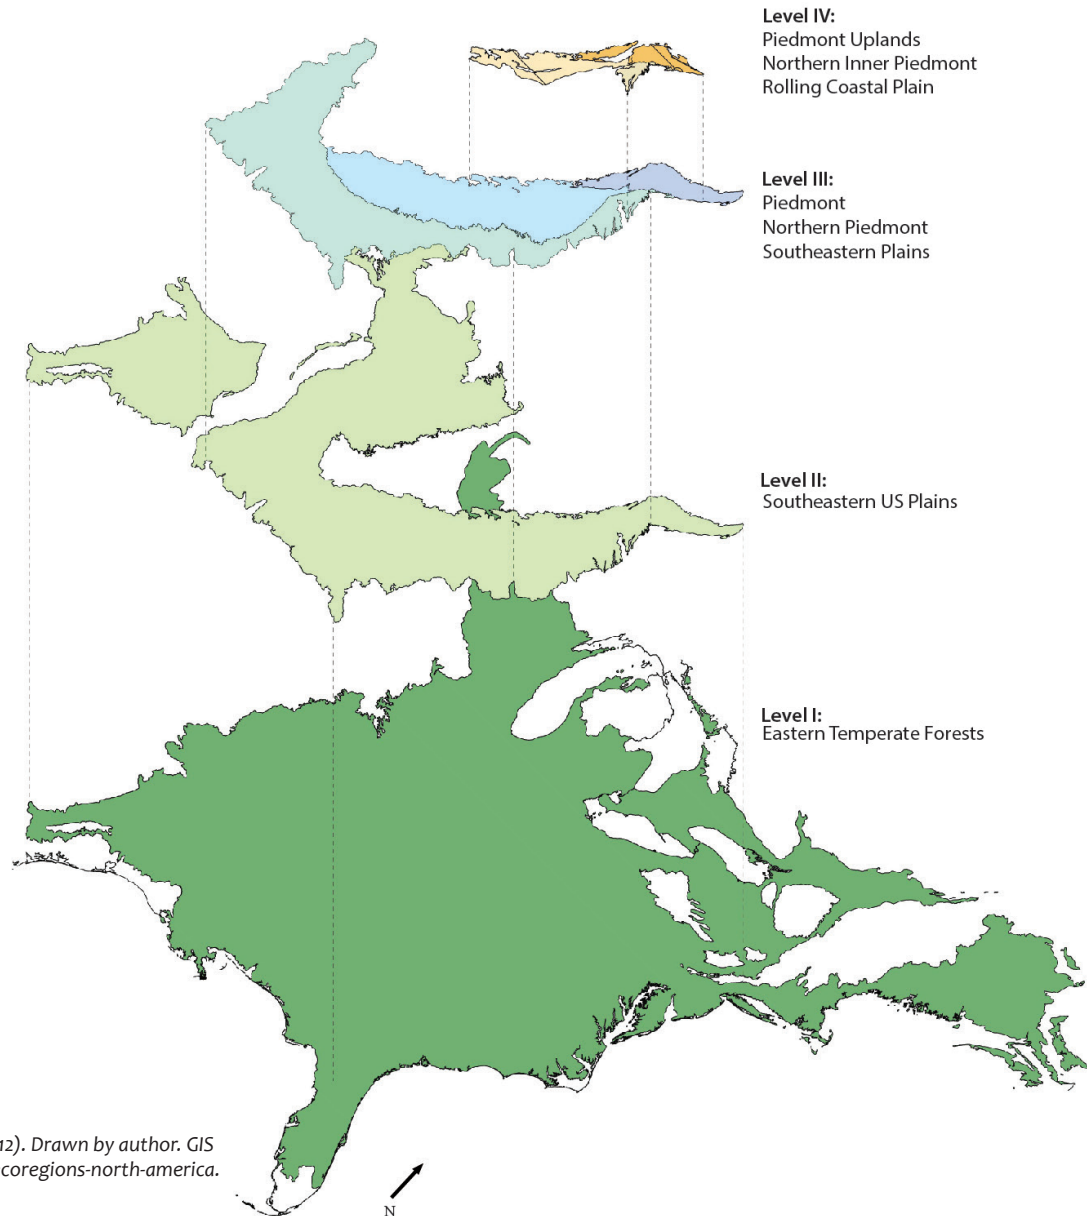 Level IV:
Piedmont Uplands
Northern Inner Piedmont
Rolling Coastal Plain
Level III:
Piedmont
Northern Piedmont
Southeastern Plains
Level II:
Southeastern US Plains
Level I:
Eastern Temperate Forests
12). Drawn by author. GIS
coregions-north-america.
N